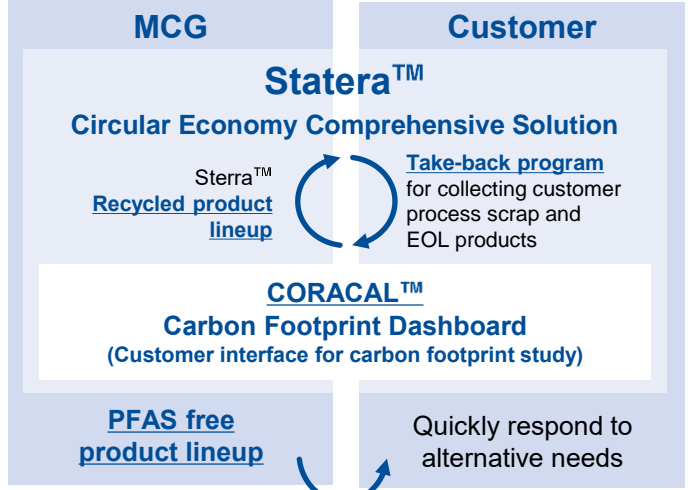 MCG
Customer
Statera™
Circular Economy Comprehensive Solution
Sterra™
Recycled product
lineup
Take-back program
for collecting customer
process scrap and
EOL products
CORACAL™
Carbon Footprint Dashboard
(Customer interface for carbon footprint study)
PFAS free
product lineup
Quickly respond to
alternative needs